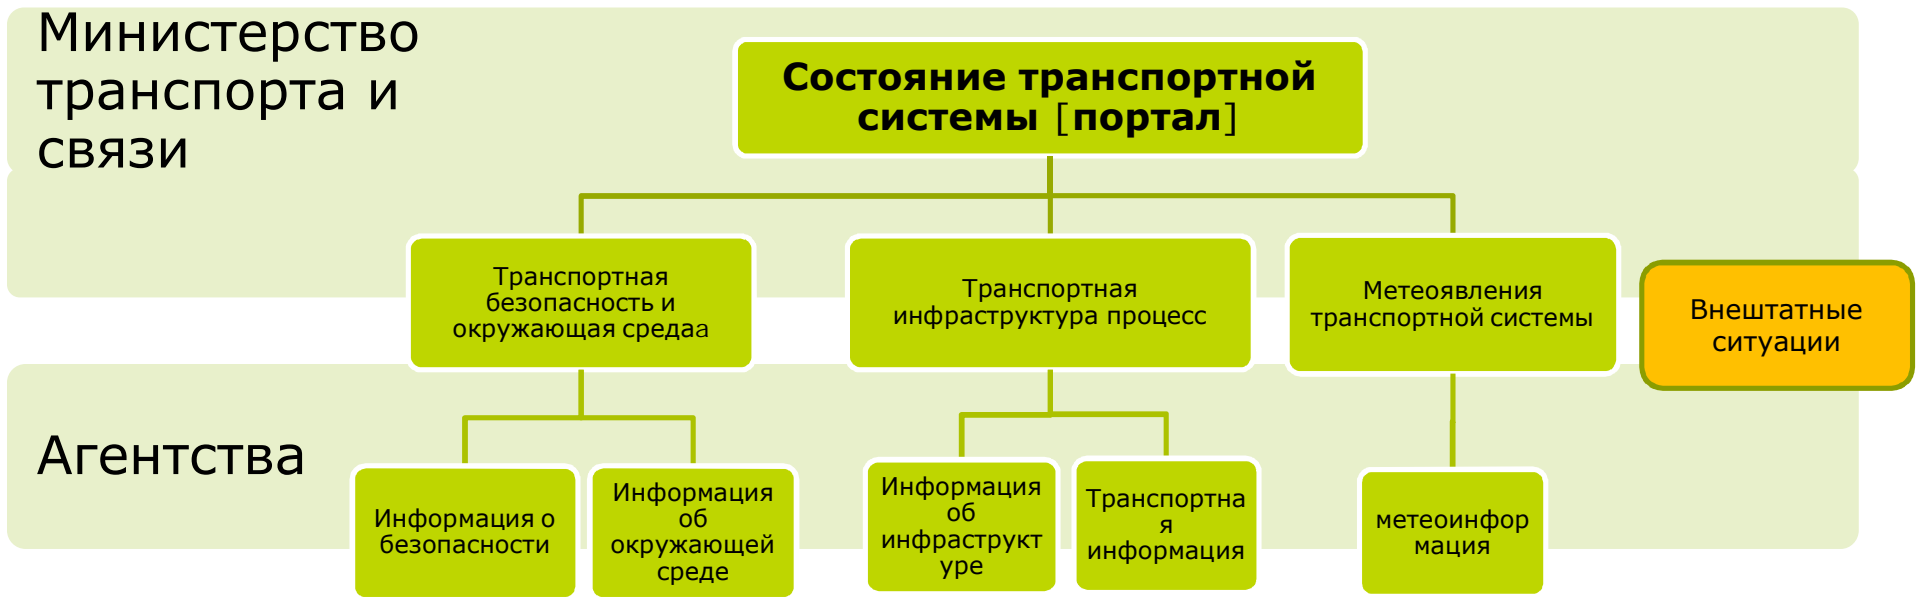 Министерство
транспорта и
связи
Состояние транспортной
системы [портал]
Транспортная
безопасность и
окружающая средаа
Транспортная
инфраструктура процесс
Метеоявления
транспортной системы
Внештатные
ситуации
Агентства
Информация о
безопасности
Информация
об
окружающей
среде
Информация
об
инфраструкт
уре
Транспортна
я
информация
метеоинфор
мация